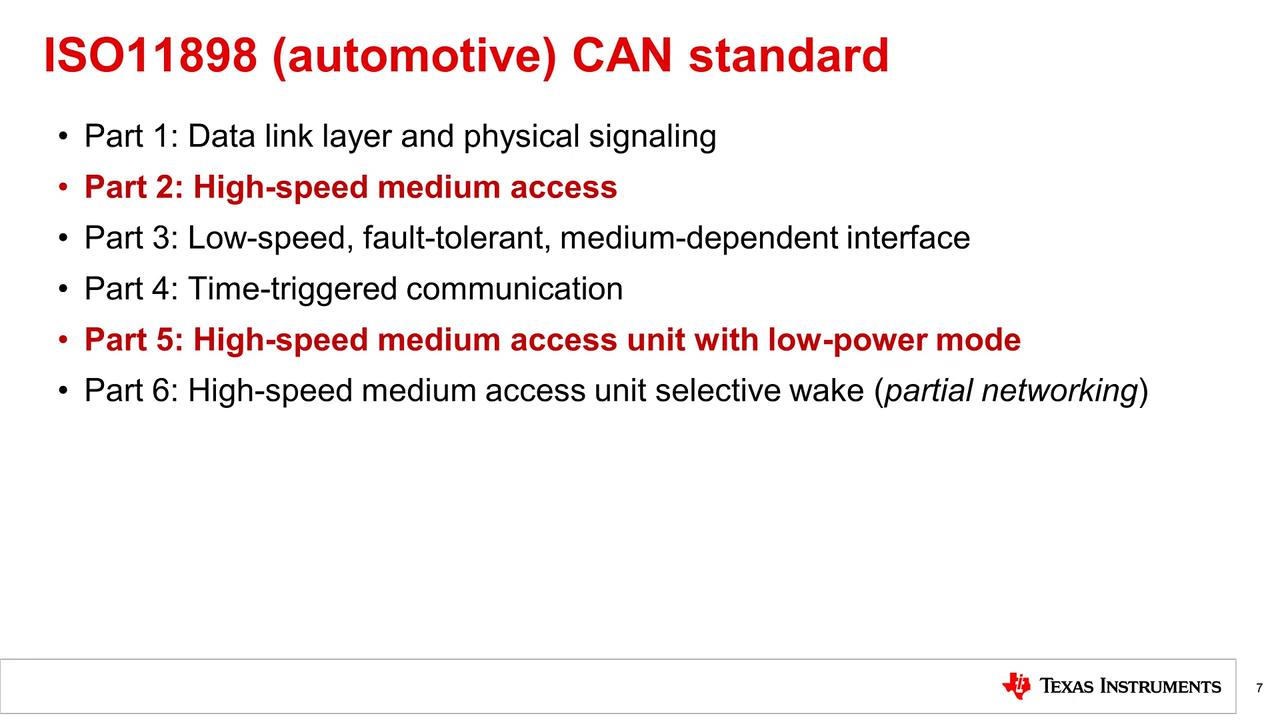 ISO11898 (automotive) CAN standard
• Part 1: Data link layer and physical signaling
• Part 2: High-speed medium access
• Part 3: Low-speed, fault-tolerant, medium-dependent interface
• Part 4: Time-triggered communication
• Part 5: High-speed medium access unit with low-power mode
• Part 6: High-speed medium access unit selective wake (partial networking)
TEXAS INSTRUMENTS
7